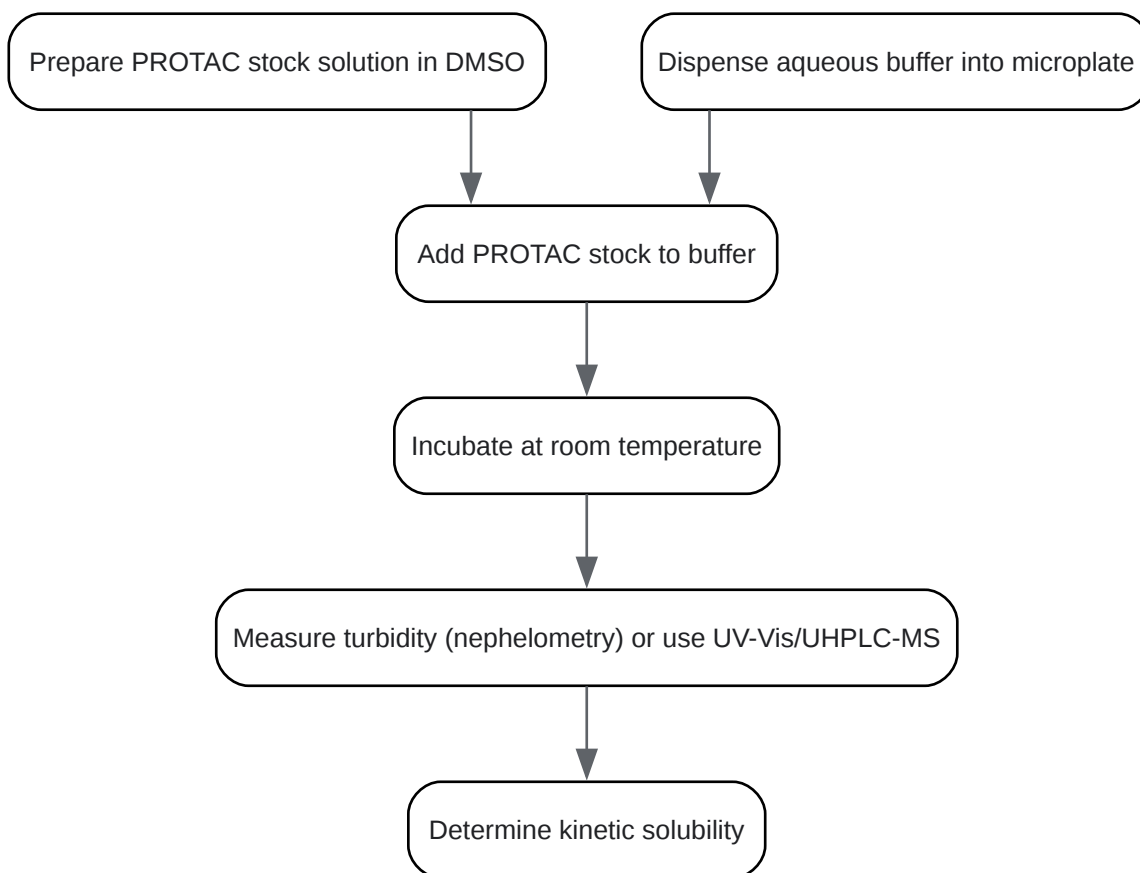 Prepare PROTAC stock solution in DMSO
Dispense aqueous buffer into microplate
Add PROTAC stock to buffer
Incubate at room temperature
Measure turbidity (nephelometry) or use UV-Vis/UHPLC-MS
Determine kinetic solubility